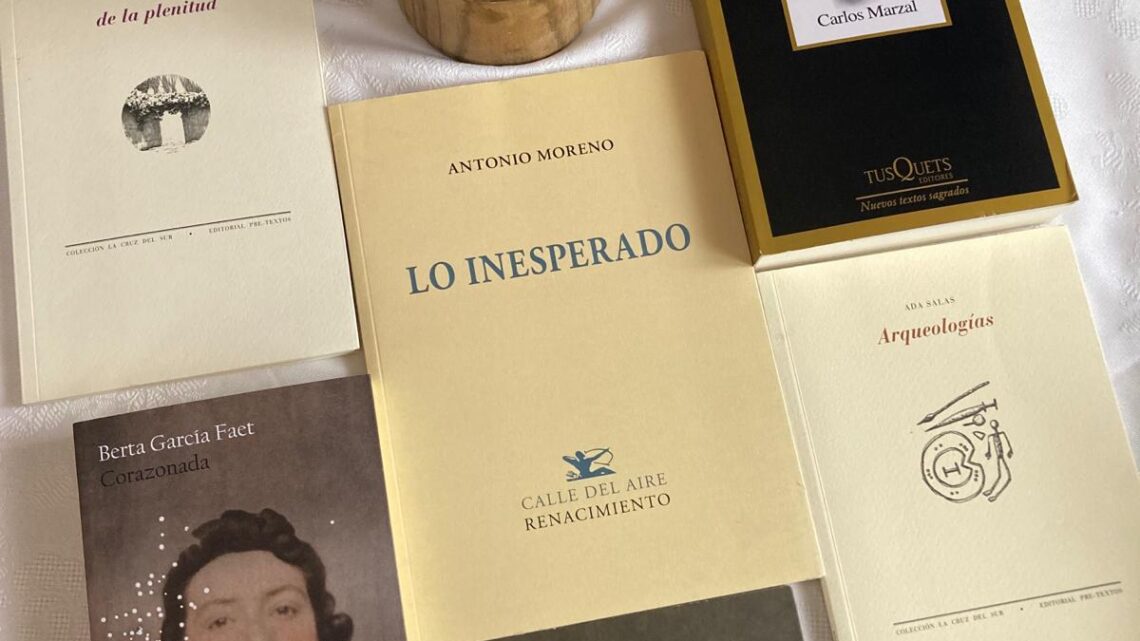 de la plenitud
COLECCIÓN LA CRUZ DEL SUR • EDITORIAL PRE-TEXTOS
Carlos Marzal
TUSQUETS
EDITORES
Nuevos textos sagrados
ANTONIO MORENO
LO INESPERADO
CALLE DEL AIRE
RENACIMIENTO
ADA SALAS
Arqueologías
COLECCIÓN LA CRUZ DEL SUR • EDITORIAL PRE-TEXTOS
Berta García Faet
Corazonada